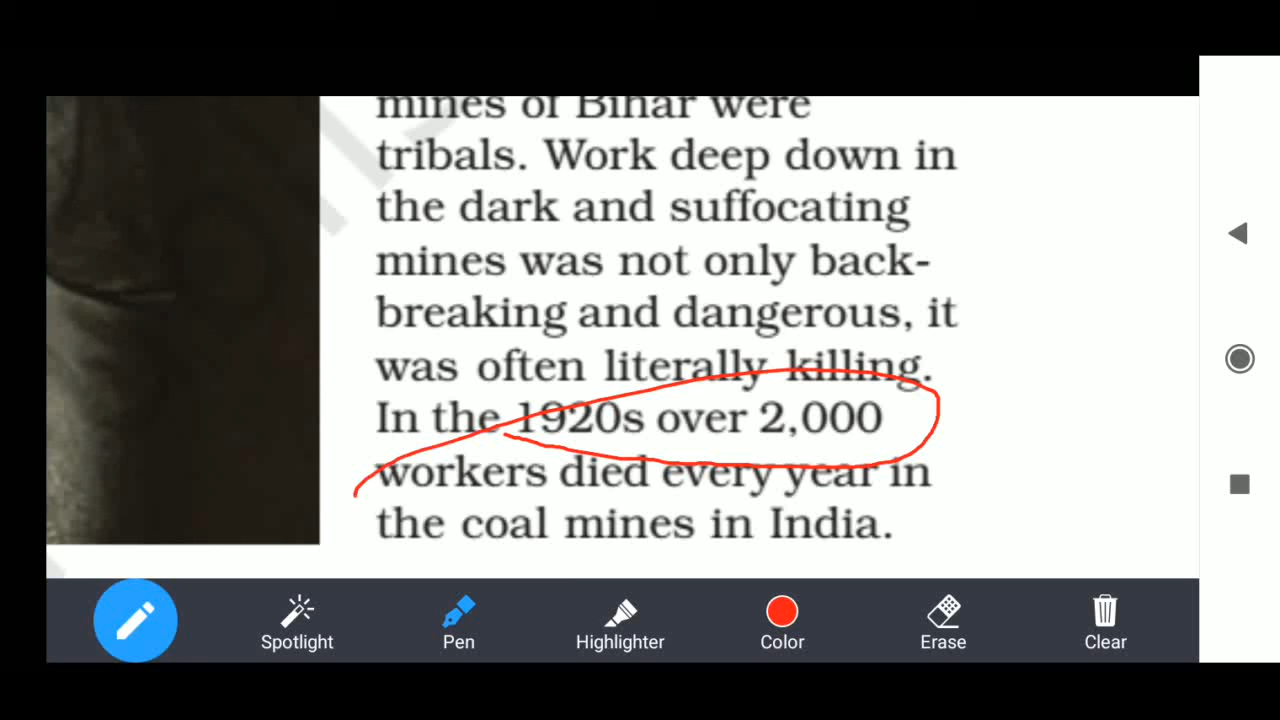 mines of Bihar were
tribals. Work deep down in
the dark and suffocating
mines was not only back-
breaking and dangerous, it
was often literally killing.
In the 1920s over 2,000
workers died every year in
the coal mines in India.
Spotlight
Pen
Highlighter
Color
Erase
Clear